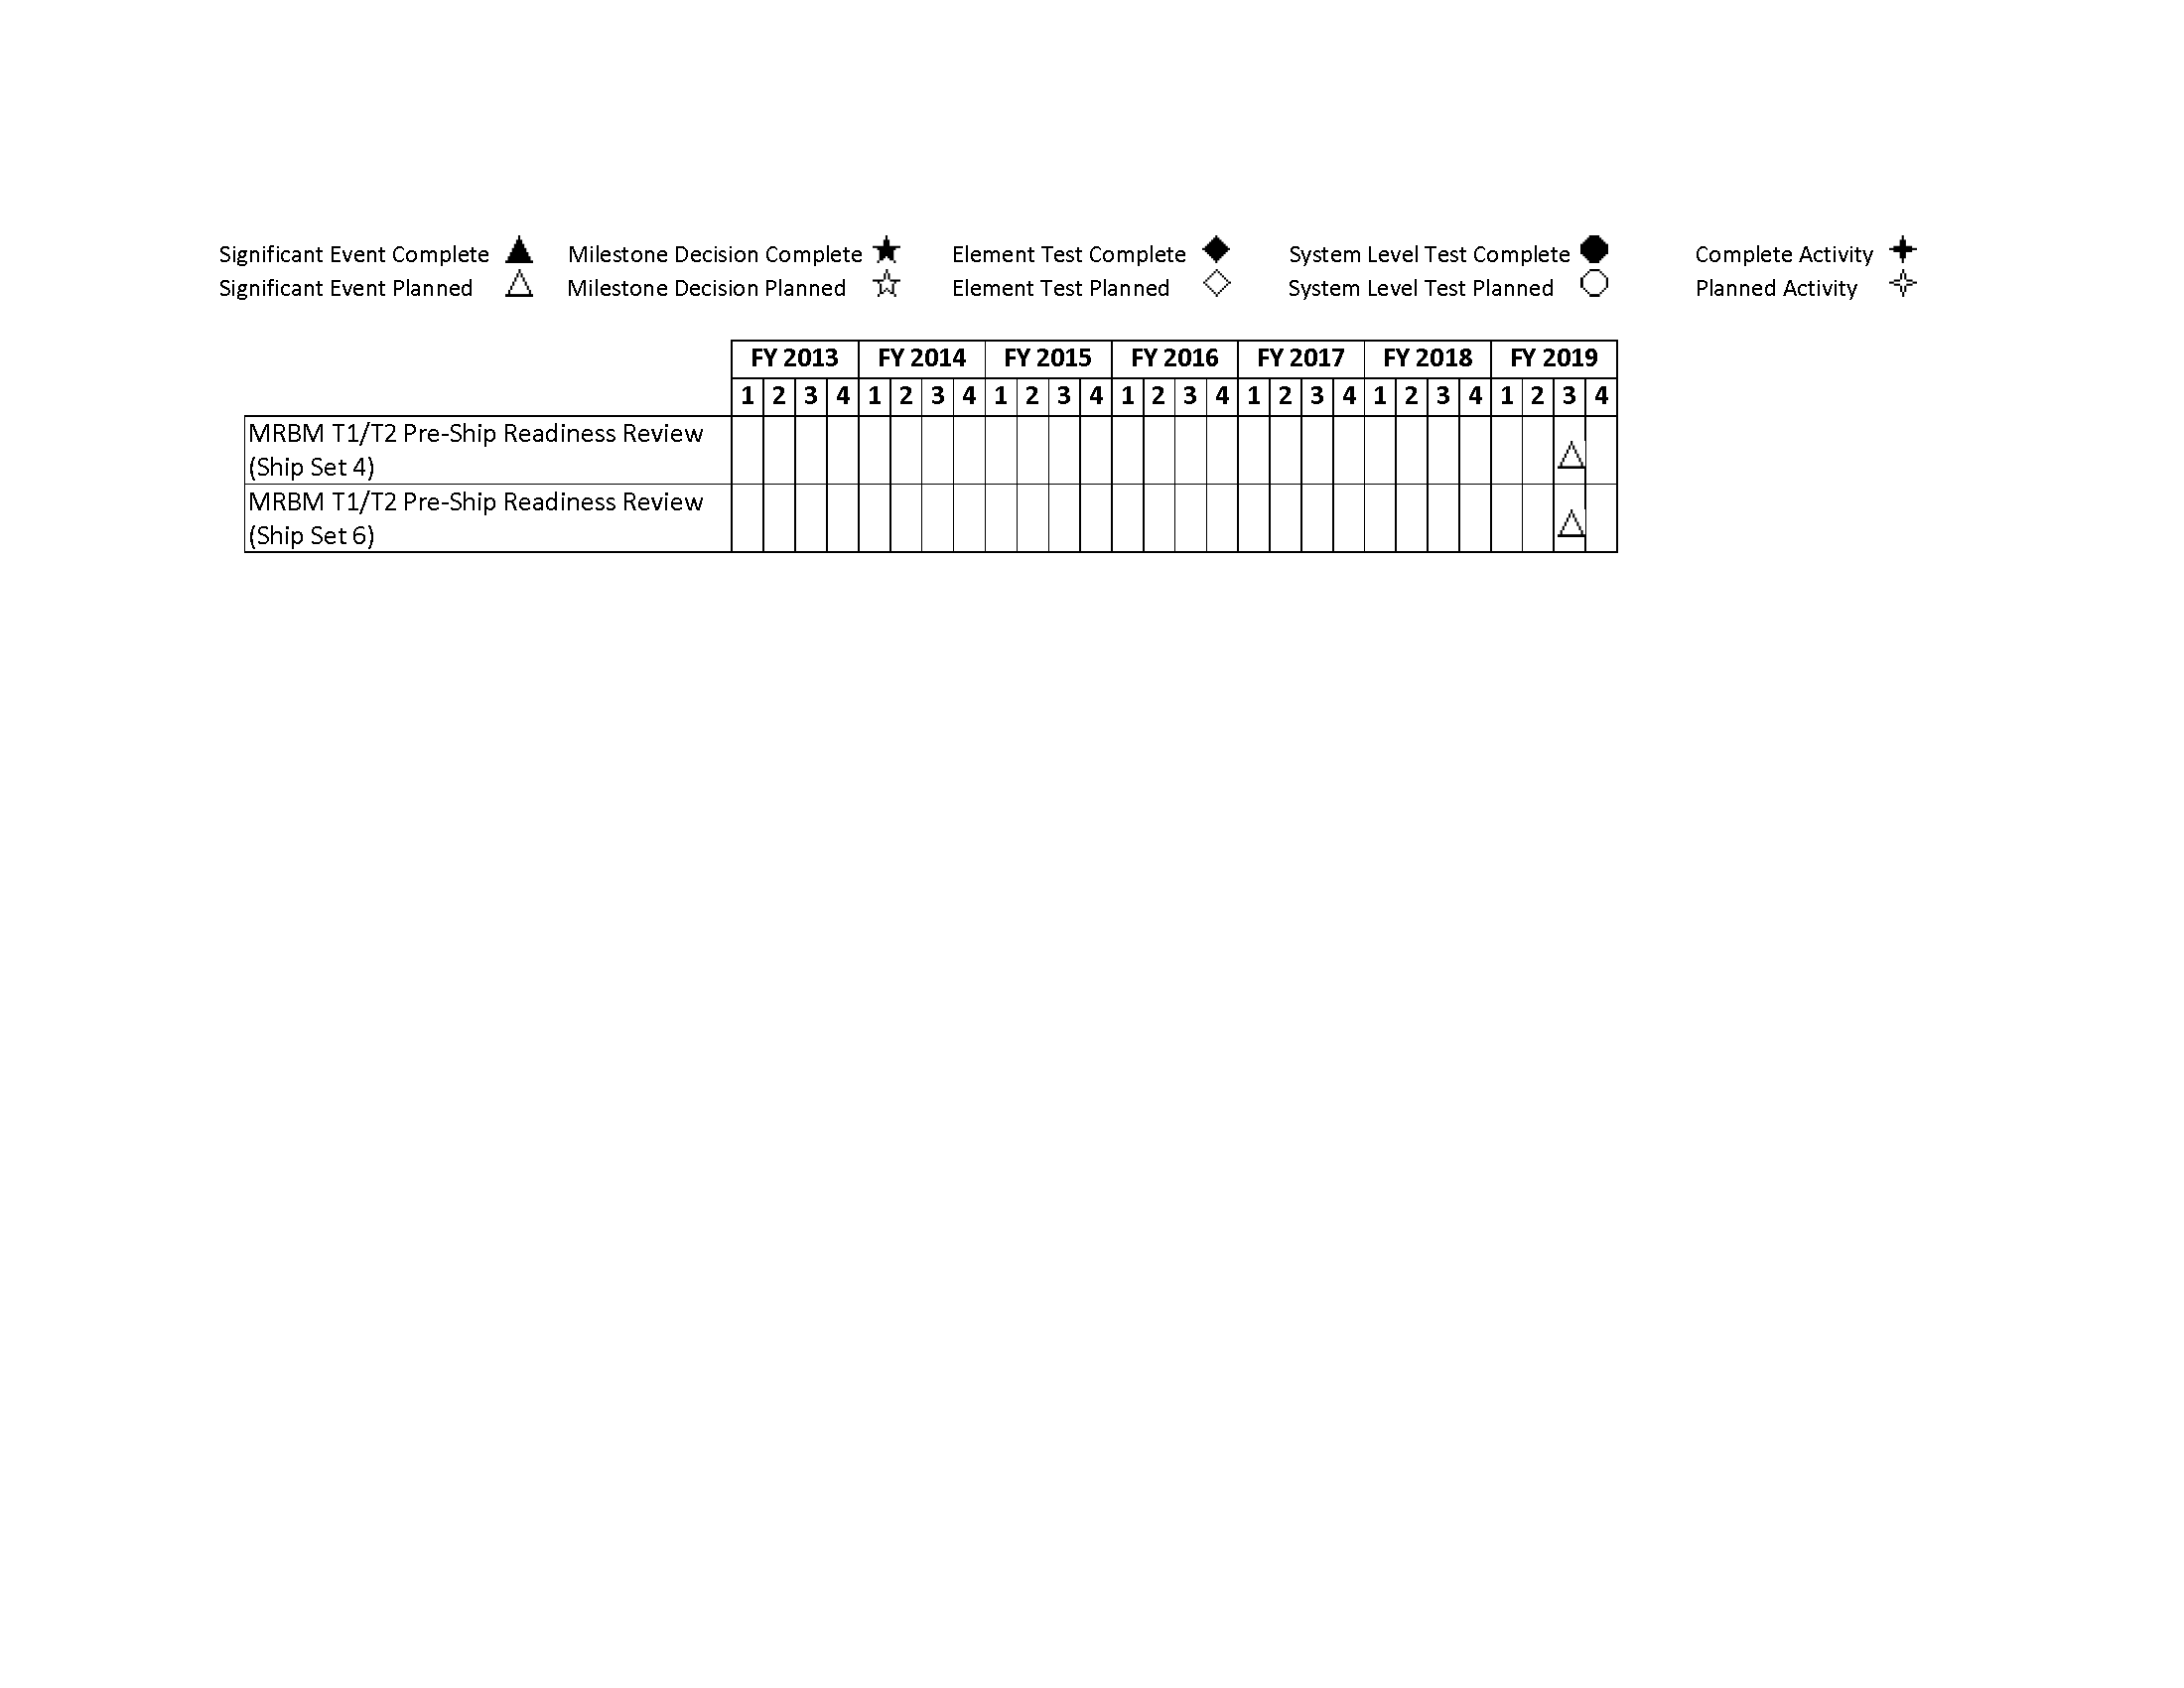 Significant Event Complete Milestone Decision Complete Element Test Complete System Level Test Complete Complete Activity
Significant Event Planned Milestone Decision Planned Element Test Planned System Level Test Planned Planned Activity
FY 2013 FY 2014 FY 2015 FY 2016 FY 2017 FY 2018 FY 2019
1 2 3 4 1 2 3 4 1 2 3 4 1 2 3 4 1 2 3 4 1 2 3 4 1 2 3 4
MRBM T1/T2 Pre-Ship Readiness Review
(Ship Set 4)
MRBM T1/T2 Pre-Ship Readiness Review
(Ship Set 6)